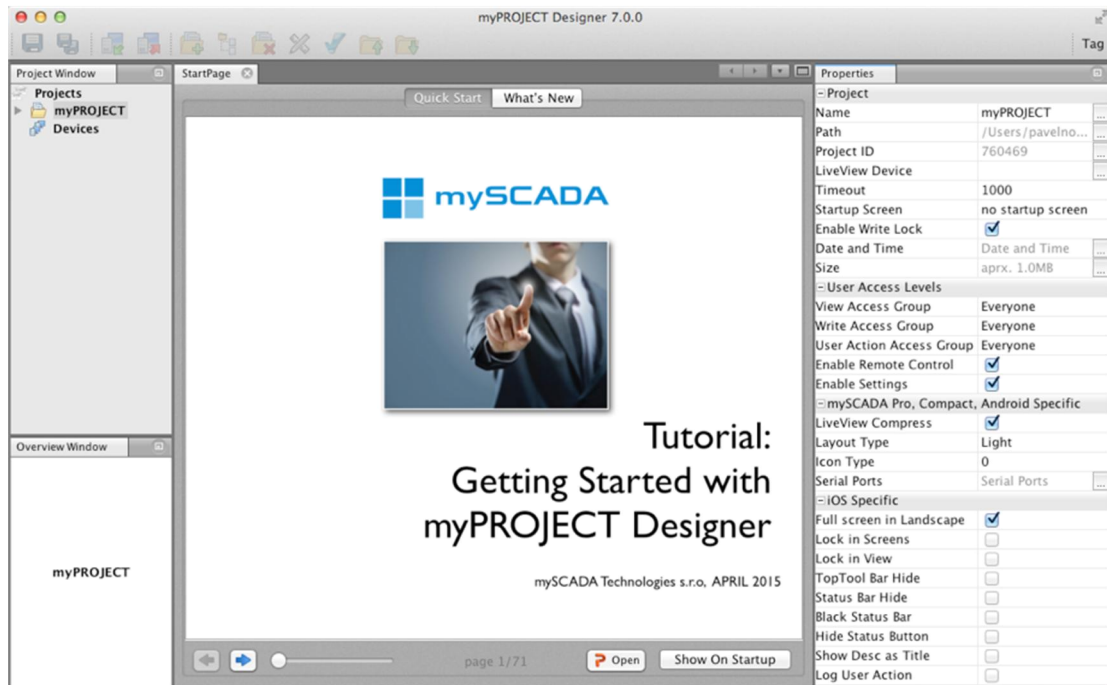 myPROJECT Designer 7.0.0
Tag
Project Window
Projects
myPROJECT
Devices
StartPage
Quick Start
What's New
mySCADA
Tutorial:
Getting Started with
myPROJECT Designer
mySCADA Technologies s.r.o, APRIL 2015
page 1/71
Open
Show On Startup
Overview Window
myPROJECT
Properties
Project
Name myPROJECT ...
Path /Users/pavelno... ...
Project ID 760469 ...
LiveView Device ...
Timeout 1000
Startup Screen no startup screen
Enable Write Lock
Date and Time Date and Time ...
Size aprx. 1.0MB ...
User Access Levels
View Access Group Everyone
Write Access Group Everyone
User Action Access Group Everyone
Enable Remote Control
Enable Settings
mySCADA Pro, Compact, Android Specific
LiveView Compress
Layout Type Light
Icon Type 0
Serial Ports Serial Ports ...
iOS Specific
Full screen in Landscape
Lock in Screens
Lock in View
TopTool Bar Hide
Status Bar Hide
Black Status Bar
Hide Status Button
Show Desc as Title
Log User Action